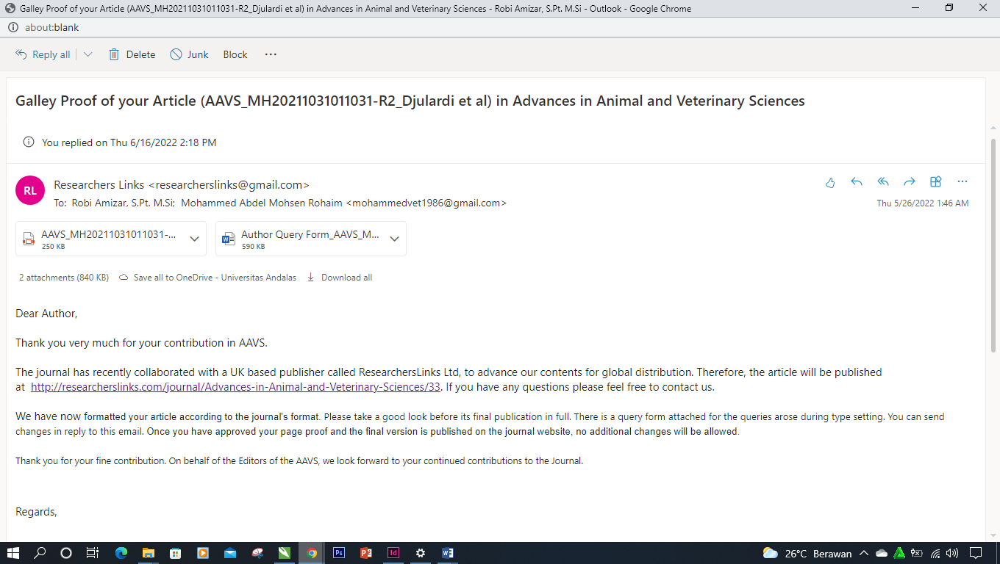 Galley Proof of your Article (AAVS_MH20211031011031-R2_Djulardi et al) in Advances in Animal and Veterinary Sciences - Robi Amizar, S.Pt. M.Si - Outlook - Google Chrome
about:blank
Reply all Delete Junk Block ...
Galley Proof of your Article (AAVS_MH20211031011031-R2_Djulardi et al) in Advances in Animal and Veterinary Sciences
You replied on Thu 6/16/2022 2:18 PM
RL
Researchers Links <researcherslinks@gmail.com>
To: Robi Amizar, S.Pt. M.Si; Mohammed Abdel Mohsen Rohaim <mohammedvet1986@gmail.com>
Thu 5/26/2022 1:46 AM
AAVS_MH20211031011031-...
250 KB
Author Query Form_AAVS_M...
590 KB
2 attachments (840 KB) Save all to OneDrive - Universitas Andalas Download all
Dear Author,
Thank you very much for your contribution in AAVS.
The journal has recently collaborated with a UK based publisher called ResearchersLinks Ltd, to advance our contents for global distribution. Therefore, the article will be published
at http://researcherslinks.com/journal/Advances-in-Animal-and-Veterinary-Sciences/33. If you have any questions please feel free to contact us.
We have now formatted your article according to the journal's format. Please take a good look before its final publication in full. There is a query form attached for the queries arose during type setting. You can send
changes in reply to this email. Once you have approved your page proof and the final version is published on the journal website, no additional changes will be allowed.
Thank you for your fine contribution. On behalf of the Editors of the AAVS, we look forward to your continued contributions to the Journal.
Regards,
Ps Id 26°C Berawan